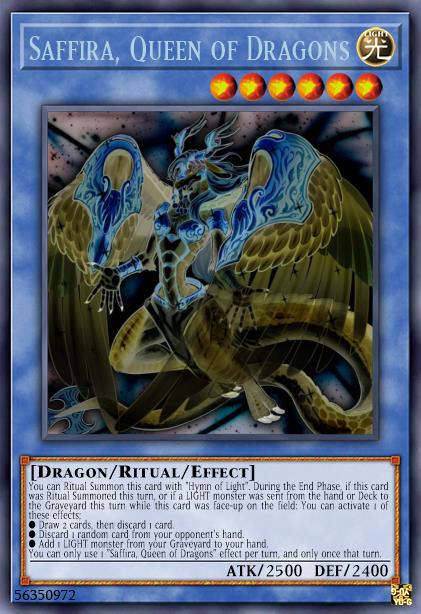 SAFFIRA, QUEEN OF DRAGONS
LIGHT
光
[DRAGON/RITUAL/EFFECT]
You can Ritual Summon this card with "Hymn of Light". During the End Phase, if this card
was Ritual Summoned this turn, or if a LIGHT monster was sent from the hand or Deck to
the Graveyard this turn while this card was face-up on the field: You can activate 1 of
these effects;
● Draw 2 cards, then discard 1 card.
● Discard 1 random card from your opponent's hand.
● Add 1 LIGHT monster from your Graveyard to your hand.
You can only use 1 "Saffira, Queen of Dragons" effect per turn, and only once that turn.
ATK/2500 DEF/2400
56350972